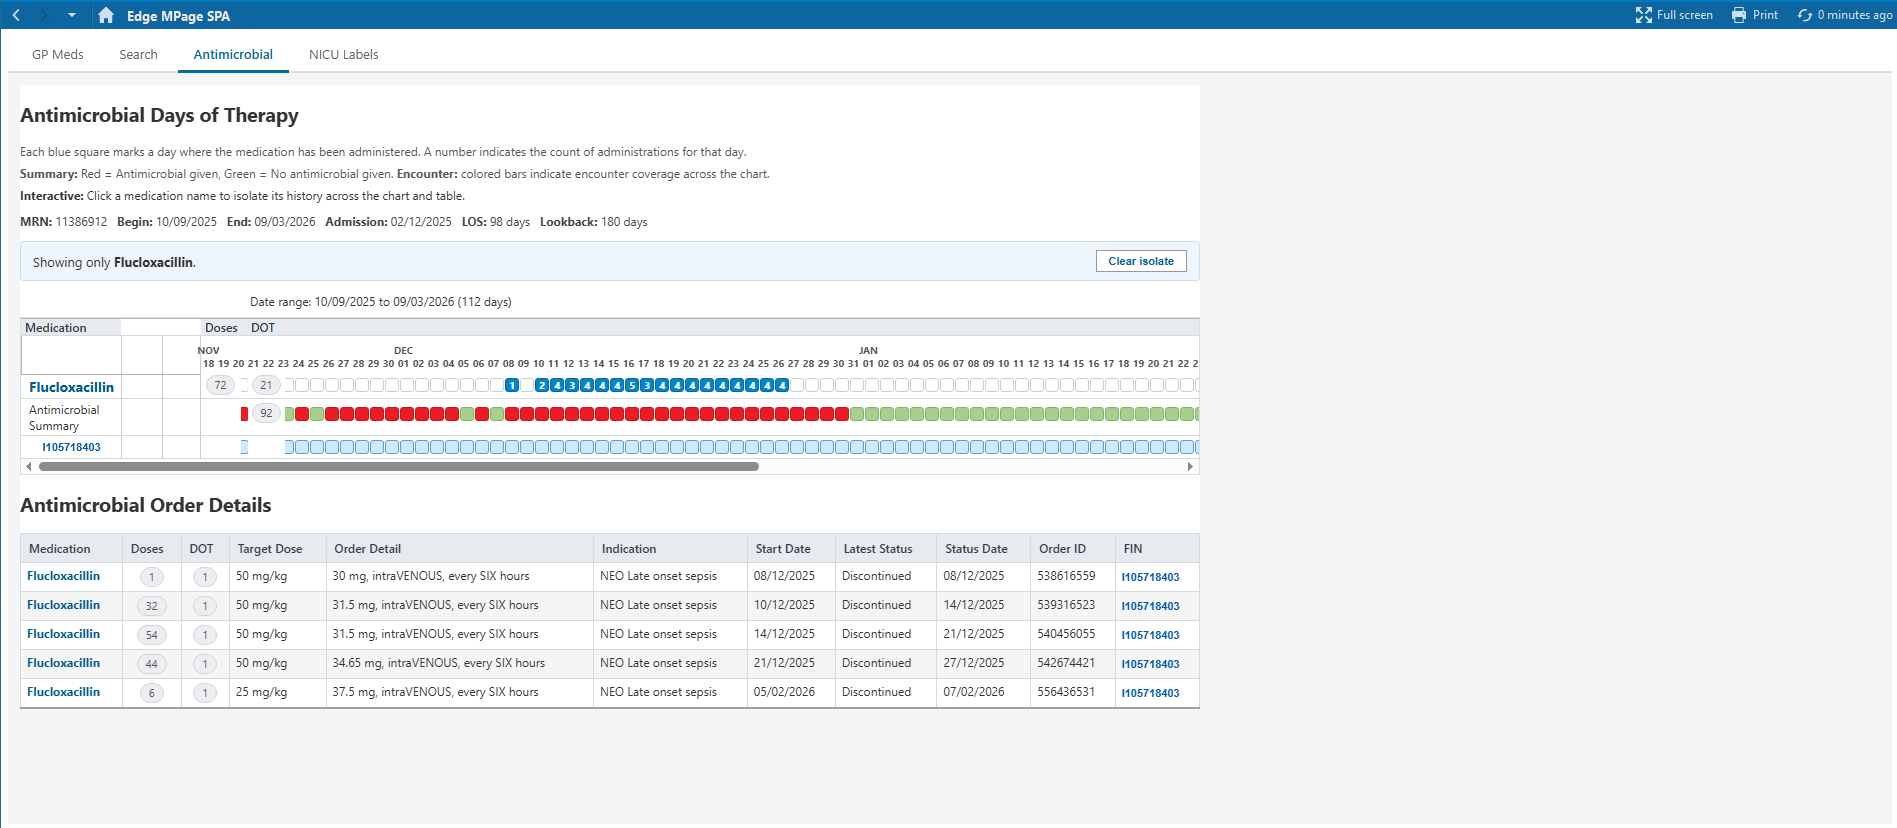 Edge MPage SPA
Full screen
Print
0 minutes ago
GP Meds Search Antimicrobial NICU Labels
Antimicrobial Days of Therapy
Each blue square marks a day where the medication has been administered. A number indicates the count of administrations for that day.
Summary: Red = Antimicrobial given, Green = No antimicrobial given. Encounter: colored bars indicate encounter coverage across the chart.
Interactive: Click a medication name to isolate its history across the chart and table.
MRN: 11386912 Begin: 10/09/2025 End: 09/03/2026 Admission: 02/12/2025 LOS: 98 days Lookback: 180 days
Showing only Flucloxacillin.
Clear isolate
Date range: 10/09/2025 to 09/03/2026 (112 days)
Medication Doses DOT
NOV DEC JAN
18 19 20 21 22 23 24 25 26 27 28 29 30 01 02 03 04 05 06 07 08 09 10 11 12 13 14 15 16 17 18 19 20 21 22 23 24 25 26 27 28 29 30 31 01 02 03 04 05 06 07 08 09 10 11 12 13 14 15 16 17 18 19 20 21 22
Flucloxacillin 72 21 1 2 4 3 4 4 4 5 3 4 4 4 4 4 4 4 4 4
Antimicrobial
Summary
92
I105718403
Antimicrobial Order Details
Medication Doses DOT Target Dose Order Detail Indication Start Date Latest Status Status Date Order ID FIN
Flucloxacillin 1 1 50 mg/kg 30 mg, intraVENOUS, every SIX hours NEO Late onset sepsis 08/12/2025 Discontinued 08/12/2025 538616559 I105718403
Flucloxacillin 32 1 50 mg/kg 31.5 mg, intraVENOUS, every SIX hours NEO Late onset sepsis 10/12/2025 Discontinued 14/12/2025 539316523 I105718403
Flucloxacillin 54 1 50 mg/kg 31.5 mg, intraVENOUS, every SIX hours NEO Late onset sepsis 14/12/2025 Discontinued 21/12/2025 540456055 I105718403
Flucloxacillin 44 1 50 mg/kg 34.65 mg, intraVENOUS, every SIX hours NEO Late onset sepsis 21/12/2025 Discontinued 27/12/2025 542674421 I105718403
Flucloxacillin 6 1 25 mg/kg 37.5 mg, intraVENOUS, every SIX hours NEO Late onset sepsis 05/02/2026 Discontinued 07/02/2026 556436531 I105718403